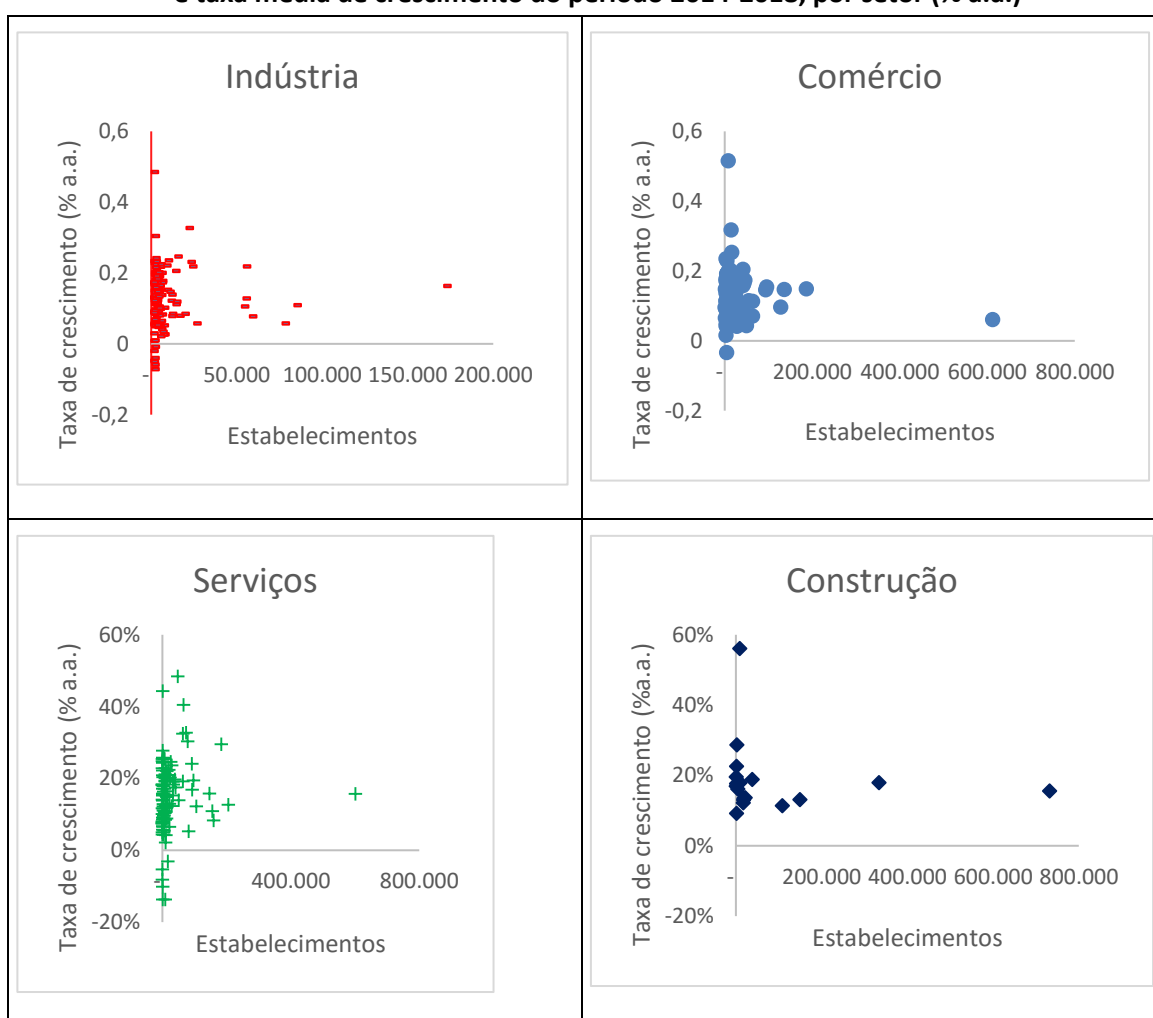 e taxa média de crescimento do período 2014-2018, por setor (% a.a.)
Indústria
Taxa de crescimento (% a.a.)
0,6
0,4
0,2
0
-0,2
-
50.000
100.000
150.000
200.000
Estabelecimentos
Comércio
Taxa de crescimento (% a.a.)
0,6
0,4
0,2
0
-0,2
-
200.000
400.000
600.000
800.000
Estabelecimentos
Serviços
Taxa de crescimento (% a.a.)
60%
40%
20%
0%
-20%
-
400.000
800.000
Estabelecimentos
Construção
Taxa de crescimento (%a.a.)
60%
40%
20%
0%
-20%
-
200.000
400.000
600.000
800.000
Estabelecimentos